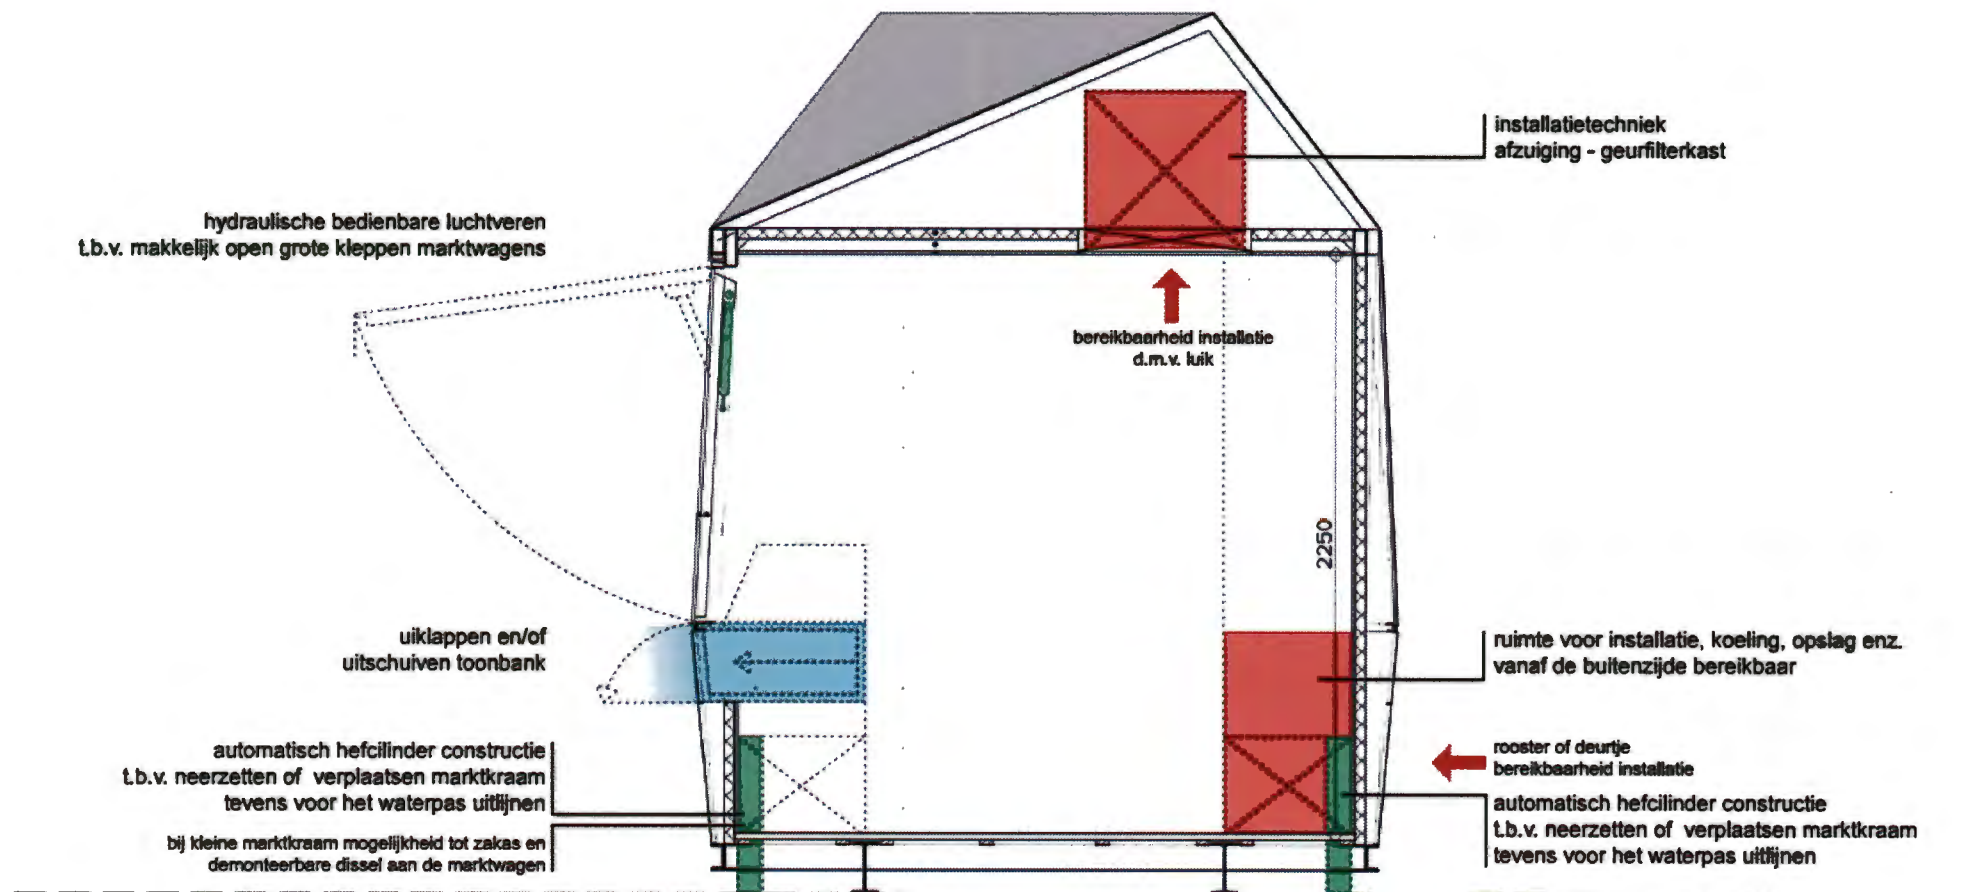 installatietechniek
afzuiging - geurfilterkast
hydraulische bedienbare luchtveren
t.b.v. makkelijk open grote kleppen marktwagens
bereikbaarheid installatie
d.m.v. luik
2250
uiklappen en/of
uitschuiven toonbank
ruimte voor installatie, koeling, opslag enz.
vanaf de buitenzijde bereikbaar
automatisch hefcilinder constructie
t.b.v. neerzetten of verplaatsen marktkraam
tevens voor het waterpas uitlijnen
bij kleine marktkraam mogelijkheid tot zakas en
demonteerbare dissel aan de marktwagen
rooster of deurtje
bereikbaarheid installatie
automatisch hefcilinder constructie
t.b.v. neerzetten of verplaatsen marktkraam
tevens voor het waterpas uitlijnen